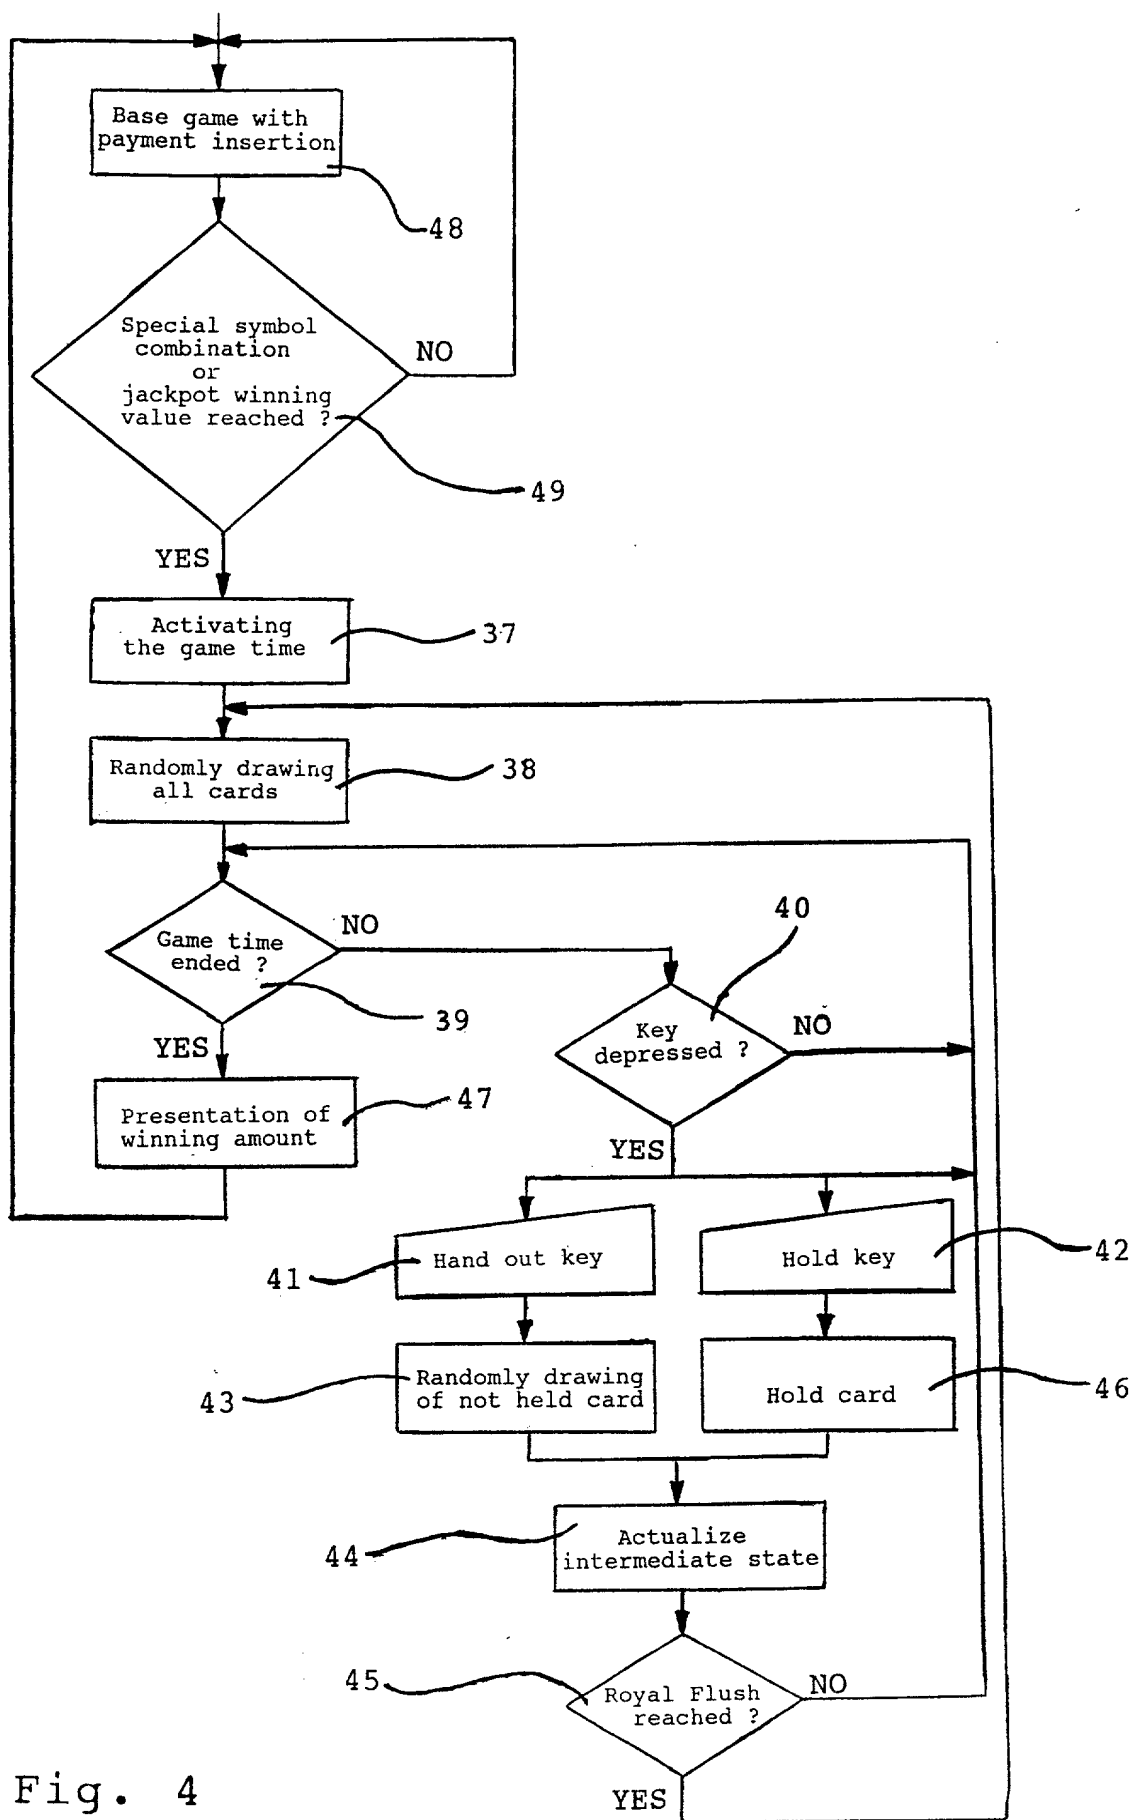 Base game with
payment insertion
48
Special symbol
combination
or
jackpot winning
value reached ?
NO
49
YES
Activating
the game time
37
Randomly drawing
all cards
38
Game time
ended ?
NO
39
40
Key
depressed ?
NO
YES
Presentation of
winning amount
47
YES
Hand out key
41
Hold key
42
Randomly drawing
of not held card
43
Hold card
46
Actualize
intermediate state
44
Royal Flush
reached ?
45
NO
YES
Fig. 4